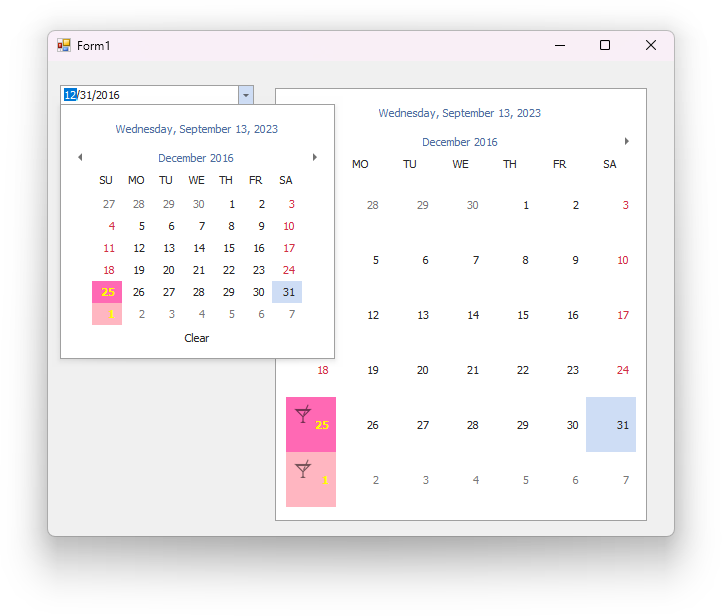 Form1
12/31/2016
Wednesday, September 13, 2023
December 2016
SU MO TU WE TH FR SA
27 28 29 30 1 2 3
4 5 6 7 8 9 10
11 12 13 14 15 16 17
18 19 20 21 22 23 24
25 26 27 28 29 30 31
1 2 3 4 5 6 7
Clear
Wednesday, September 13, 2023
December 2016
MO TU WE TH FR SA
28 29 30 1 2 3
5 6 7 8 9 10
12 13 14 15 16 17
18 19 20 21 22 23 24
25 26 27 28 29 30 31
1 2 3 4 5 6 7